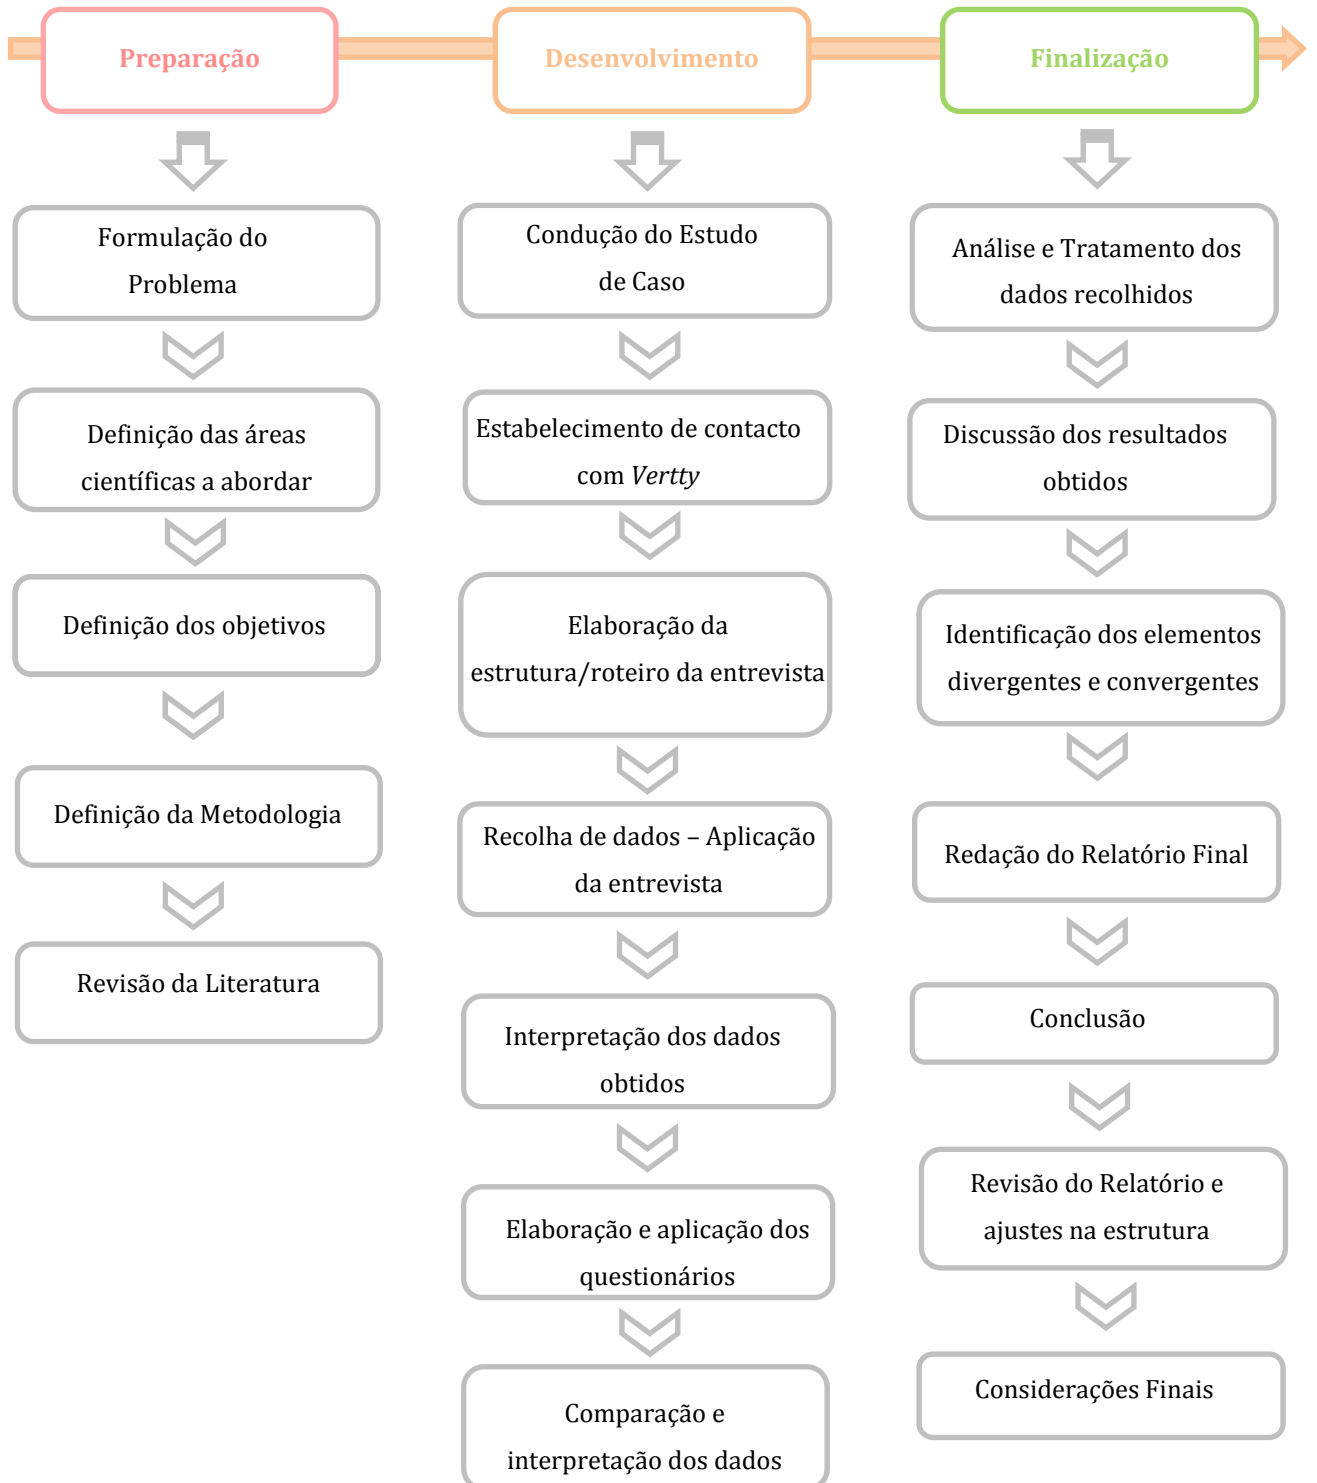 Preparação
Desenvolvimento
Finalização
Formulação do
Problema
Definição das áreas
científicas a abordar
Definição dos objetivos
Definição da Metodologia
Revisão da Literatura
Condução do Estudo
de Caso
Estabelecimento de contacto
com Vertty
Elaboração da
estrutura/roteiro da entrevista
Recolha de dados – Aplicação
da entrevista
Interpretação dos dados
obtidos
Elaboração e aplicação dos
questionários
Comparação e
interpretação dos dados
Análise e Tratamento dos
dados recolhidos
Discussão dos resultados
obtidos
Identificação dos elementos
divergentes e convergentes
Redação do Relatório Final
Conclusão
Revisão do Relatório e
ajustes na estrutura
Considerações Finais